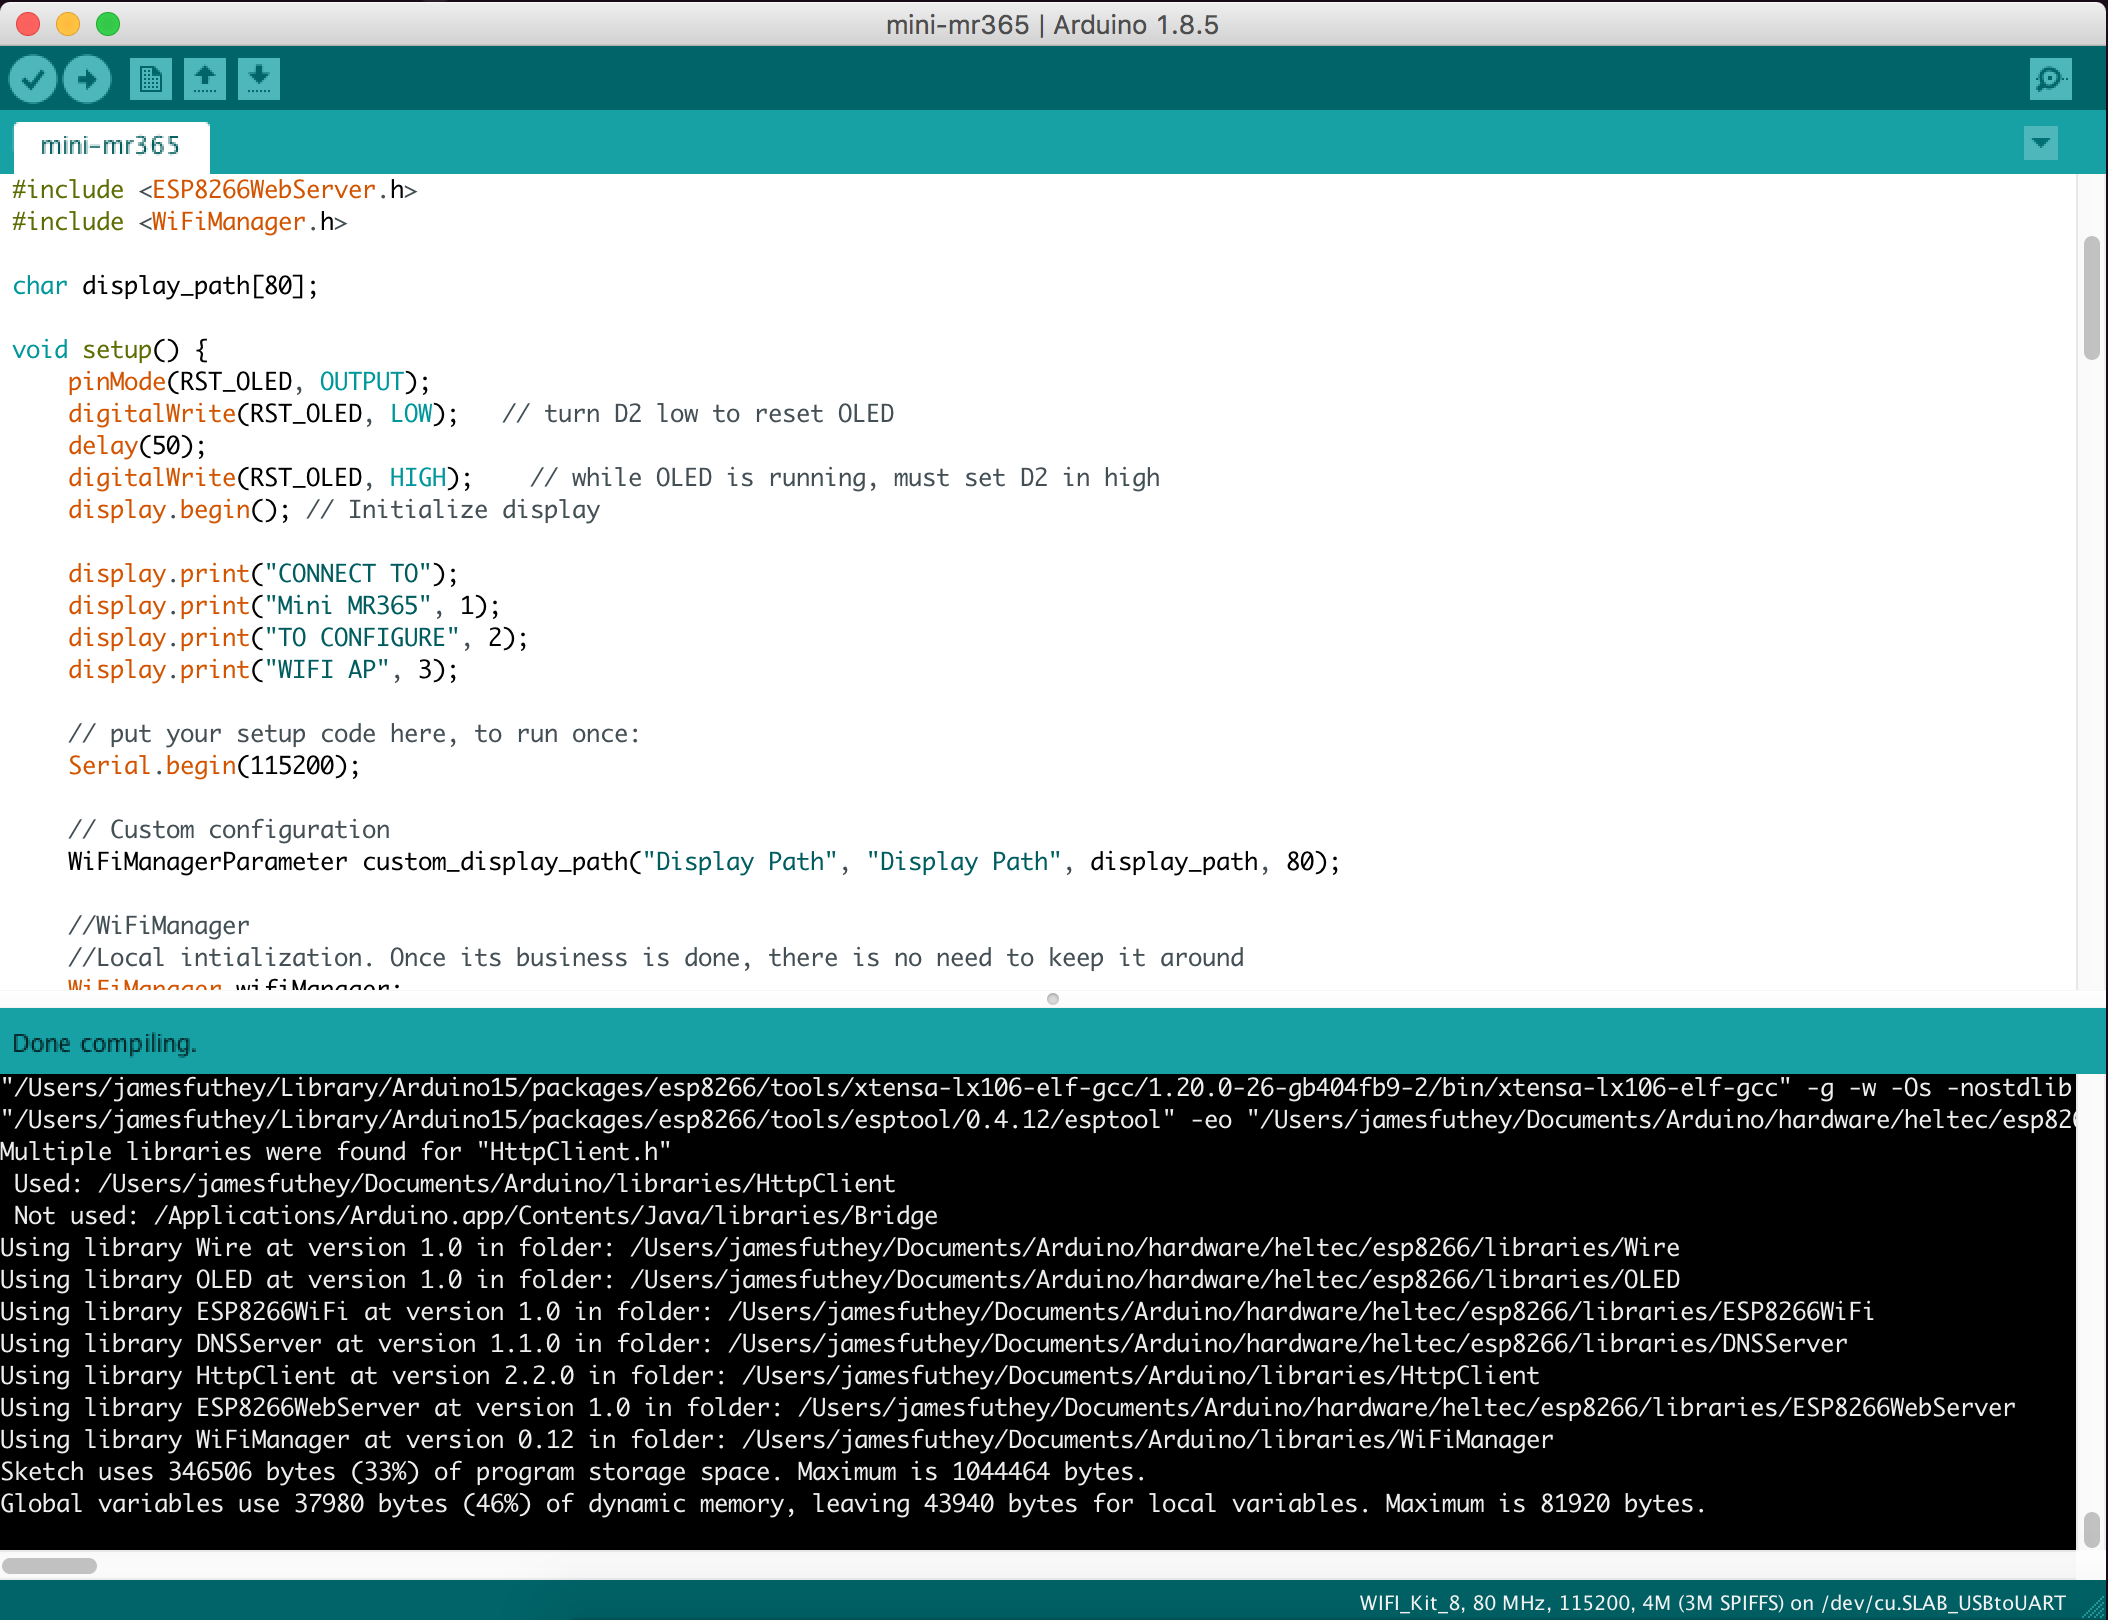 mini-mr365 | Arduino 1.8.5
mini-mr365
#include <ESP8266WebServer.h>
#include <WiFiManager.h>
char display_path[80];
void setup() {
    pinMode(RST_OLED, OUTPUT);
    digitalWrite(RST_OLED, LOW);   // turn D2 low to reset OLED
    delay(50);
    digitalWrite(RST_OLED, HIGH);    // while OLED is running, must set D2 in high
    display.begin(); // Initialize display
    display.print("CONNECT TO");
    display.print("Mini MR365", 1);
    display.print("TO CONFIGURE", 2);
    display.print("WIFI AP", 3);
    // put your setup code here, to run once:
    Serial.begin(115200);
    // Custom configuration
    WiFiManagerParameter custom_display_path("Display Path", "Display Path", display_path, 80);
    //WiFiManager
    //Local intialization. Once its business is done, there is no need to keep it around
    WiFiManager wifiManager;
Done compiling.
"/Users/jamesfuthey/Library/Arduino15/packages/esp8266/tools/xtensa-lx106-elf-gcc/1.20.0-26-gb404fb9-2/bin/xtensa-lx106-elf-gcc" -g -w -Os -nostdlib
"/Users/jamesfuthey/Library/Arduino15/packages/esp8266/tools/esptool/0.4.12/esptool" -eo "/Users/jamesfuthey/Documents/Arduino/hardware/heltec/esp826
Multiple libraries were found for "HttpClient.h"
 Used: /Users/jamesfuthey/Documents/Arduino/libraries/HttpClient
 Not used: /Applications/Arduino.app/Contents/Java/libraries/Bridge
Using library Wire at version 1.0 in folder: /Users/jamesfuthey/Documents/Arduino/hardware/heltec/esp8266/libraries/Wire
Using library OLED at version 1.0 in folder: /Users/jamesfuthey/Documents/Arduino/hardware/heltec/esp8266/libraries/OLED
Using library ESP8266WiFi at version 1.0 in folder: /Users/jamesfuthey/Documents/Arduino/hardware/heltec/esp8266/libraries/ESP8266WiFi
Using library DNSServer at version 1.1.0 in folder: /Users/jamesfuthey/Documents/Arduino/hardware/heltec/esp8266/libraries/DNSServer
Using library HttpClient at version 2.2.0 in folder: /Users/jamesfuthey/Documents/Arduino/libraries/HttpClient
Using library ESP8266WebServer at version 1.0 in folder: /Users/jamesfuthey/Documents/Arduino/hardware/heltec/esp8266/libraries/ESP8266WebServer
Using library WiFiManager at version 0.12 in folder: /Users/jamesfuthey/Documents/Arduino/libraries/WiFiManager
Sketch uses 346506 bytes (33%) of program storage space. Maximum is 1044464 bytes.
Global variables use 37980 bytes (46%) of dynamic memory, leaving 43940 bytes for local variables. Maximum is 81920 bytes.
WIFI_Kit_8, 80 MHz, 115200, 4M (3M SPIFFS) on /dev/cu.SLAB_USBtoUART